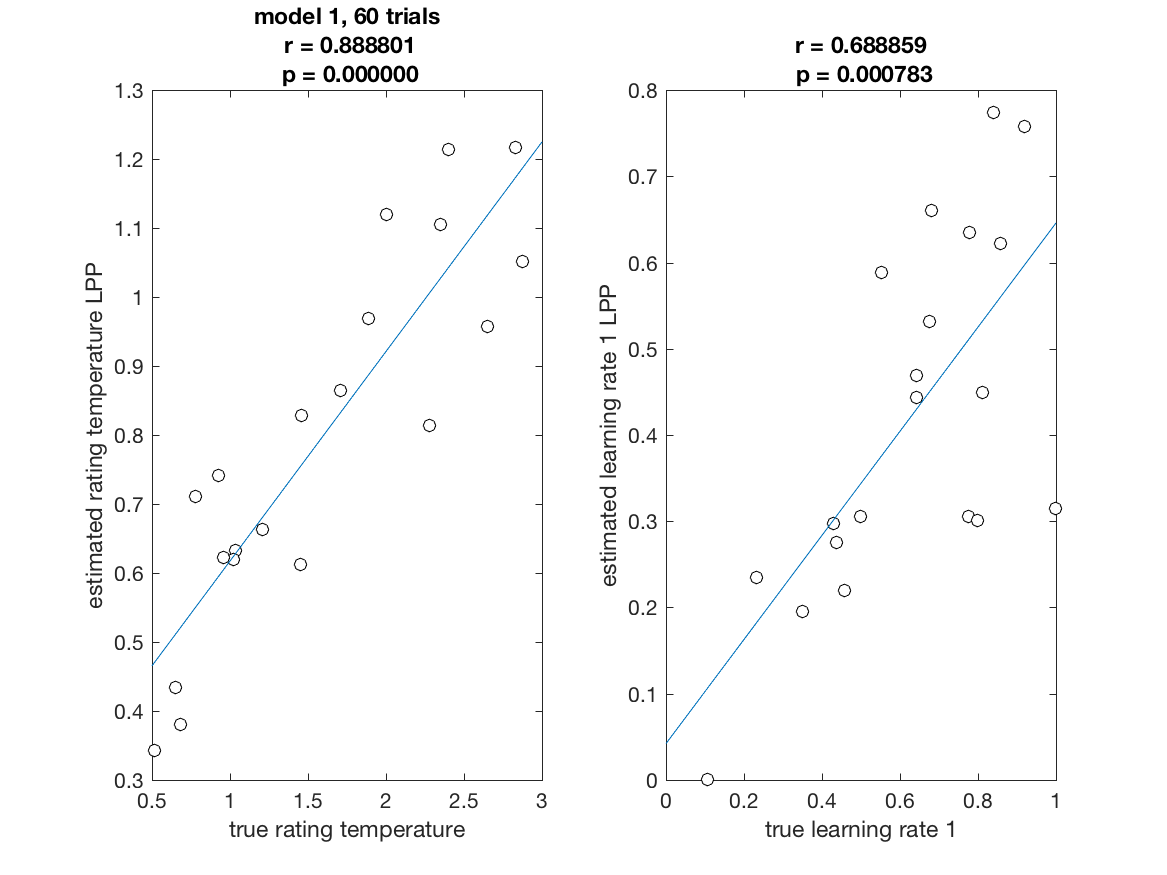 model 1, 60 trials
r = 0.888801
p = 0.000000
1.3
1.2
1.1
1
0.9
0.8
0.7
0.6
0.5
0.4
0.3
estimated rating temperature LPP
0.5 1 1.5 2 2.5 3
true rating temperature
r = 0.688859
p = 0.000783
0.8
0.7
0.6
0.5
0.4
0.3
0.2
0.1
0
estimated learning rate 1 LPP
0 0.2 0.4 0.6 0.8 1
true learning rate 1